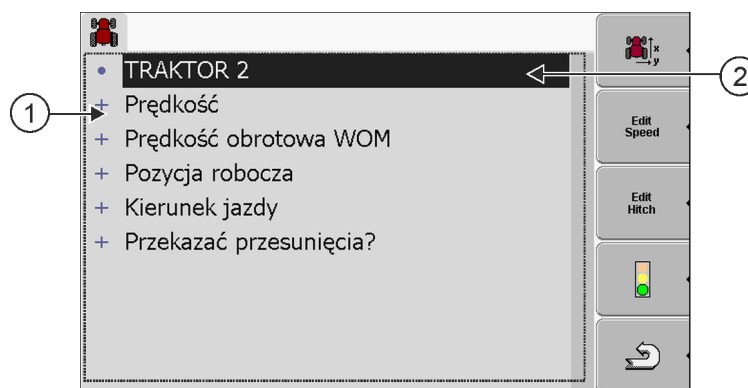 x
y
TRAKTOR 2
2
1
Prędkość
Edit
Speed
Prędkość obrotowa WOM
Pozycja robocza
Edit
Hitch
Kierunek jazdy
Przekazać przesunięcia?